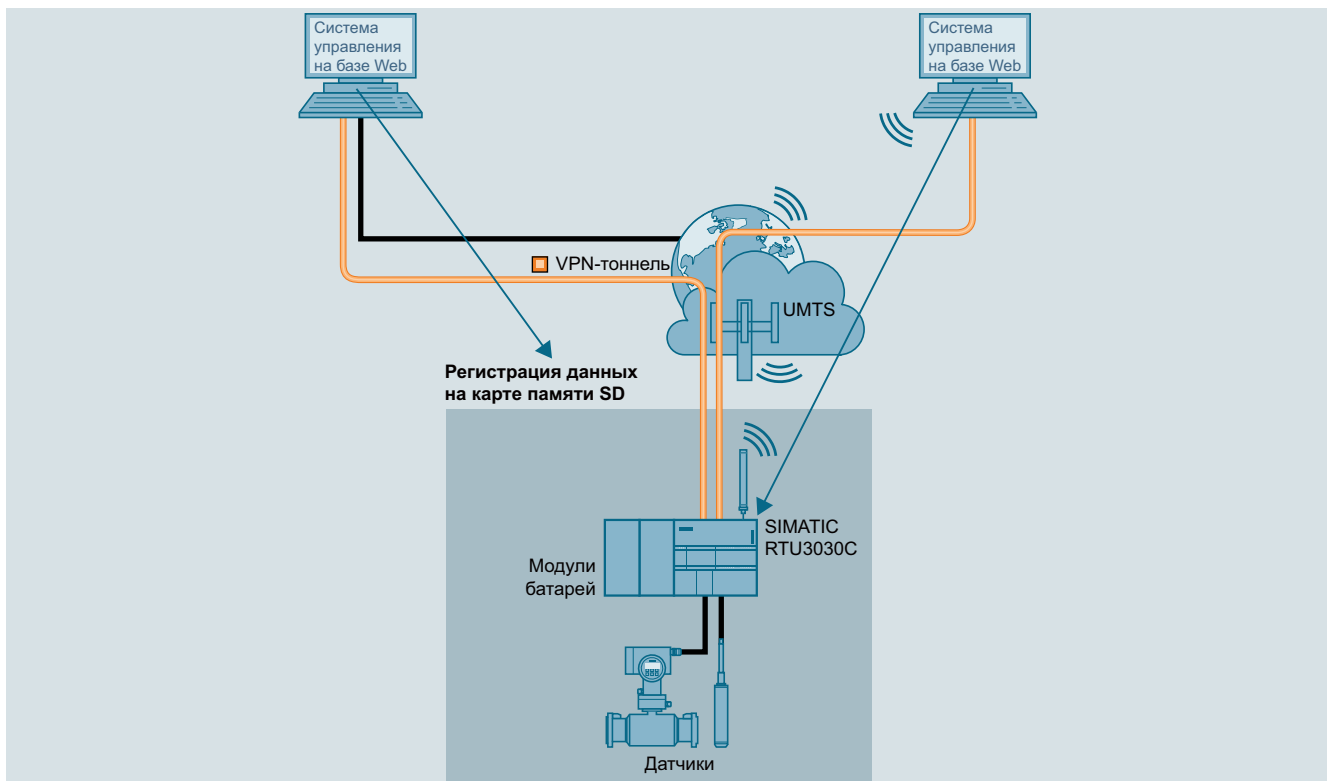 Система
управления
на базе Web
Система
управления
на базе Web
VPN-тоннель
UMTS
Регистрация данных
на карте памяти SD
SIMATIC
RTU3030C
Модули
батарей
Датчики